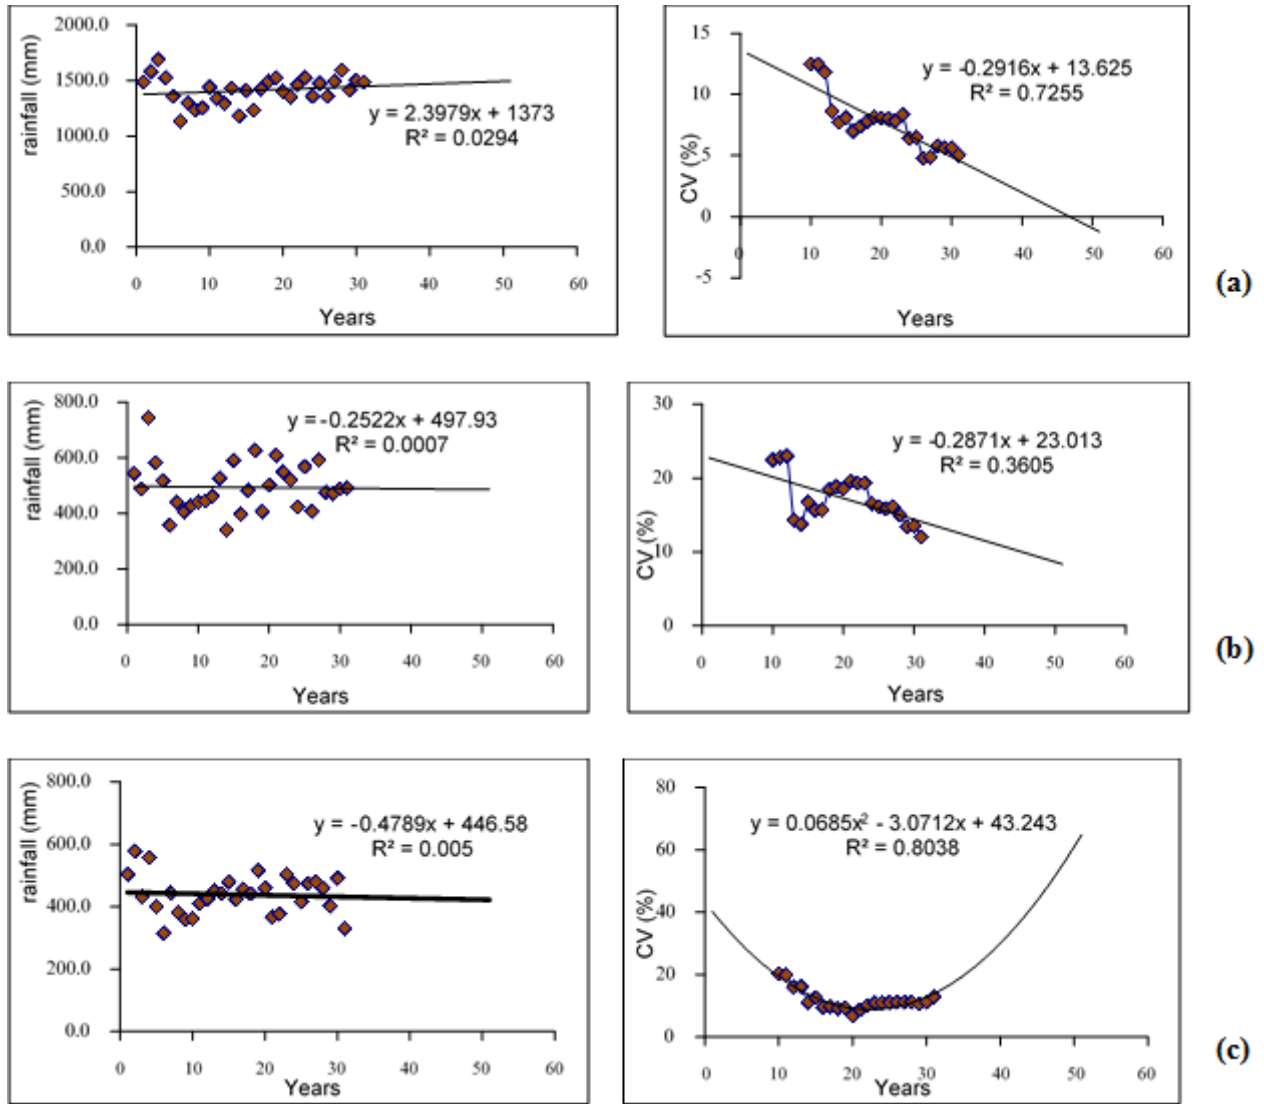 2000.0
1500.0
1000.0
500.0
0.0
rainfall (mm)
y = 2.3979x + 1373
R² = 0.0294
0 10 20 30 40 50 60
Years
15
10
5
0
-5
CV (%)
y = -0.2916x + 13.625
R² = 0.7255
0 10 20 30 40 50 60
Years
(a)
800.0
600.0
400.0
200.0
0.0
rainfall (mm)
y = -0.2522x + 497.93
R² = 0.0007
0 10 20 30 40 50 60
Years
30
20
10
0
CV (%)
y = -0.2871x + 23.013
R² = 0.3605
0 10 20 30 40 50 60
Years
(b)
800.0
600.0
400.0
200.0
0.0
rainfall (mm)
y = -0.4789x + 446.58
R² = 0.005
0 10 20 30 40 50 60
Years
80
60
40
20
0
CV (%)
y = 0.0685x² - 3.0712x + 43.243
R² = 0.8038
0 10 20 30 40 50 60
Years
(c)